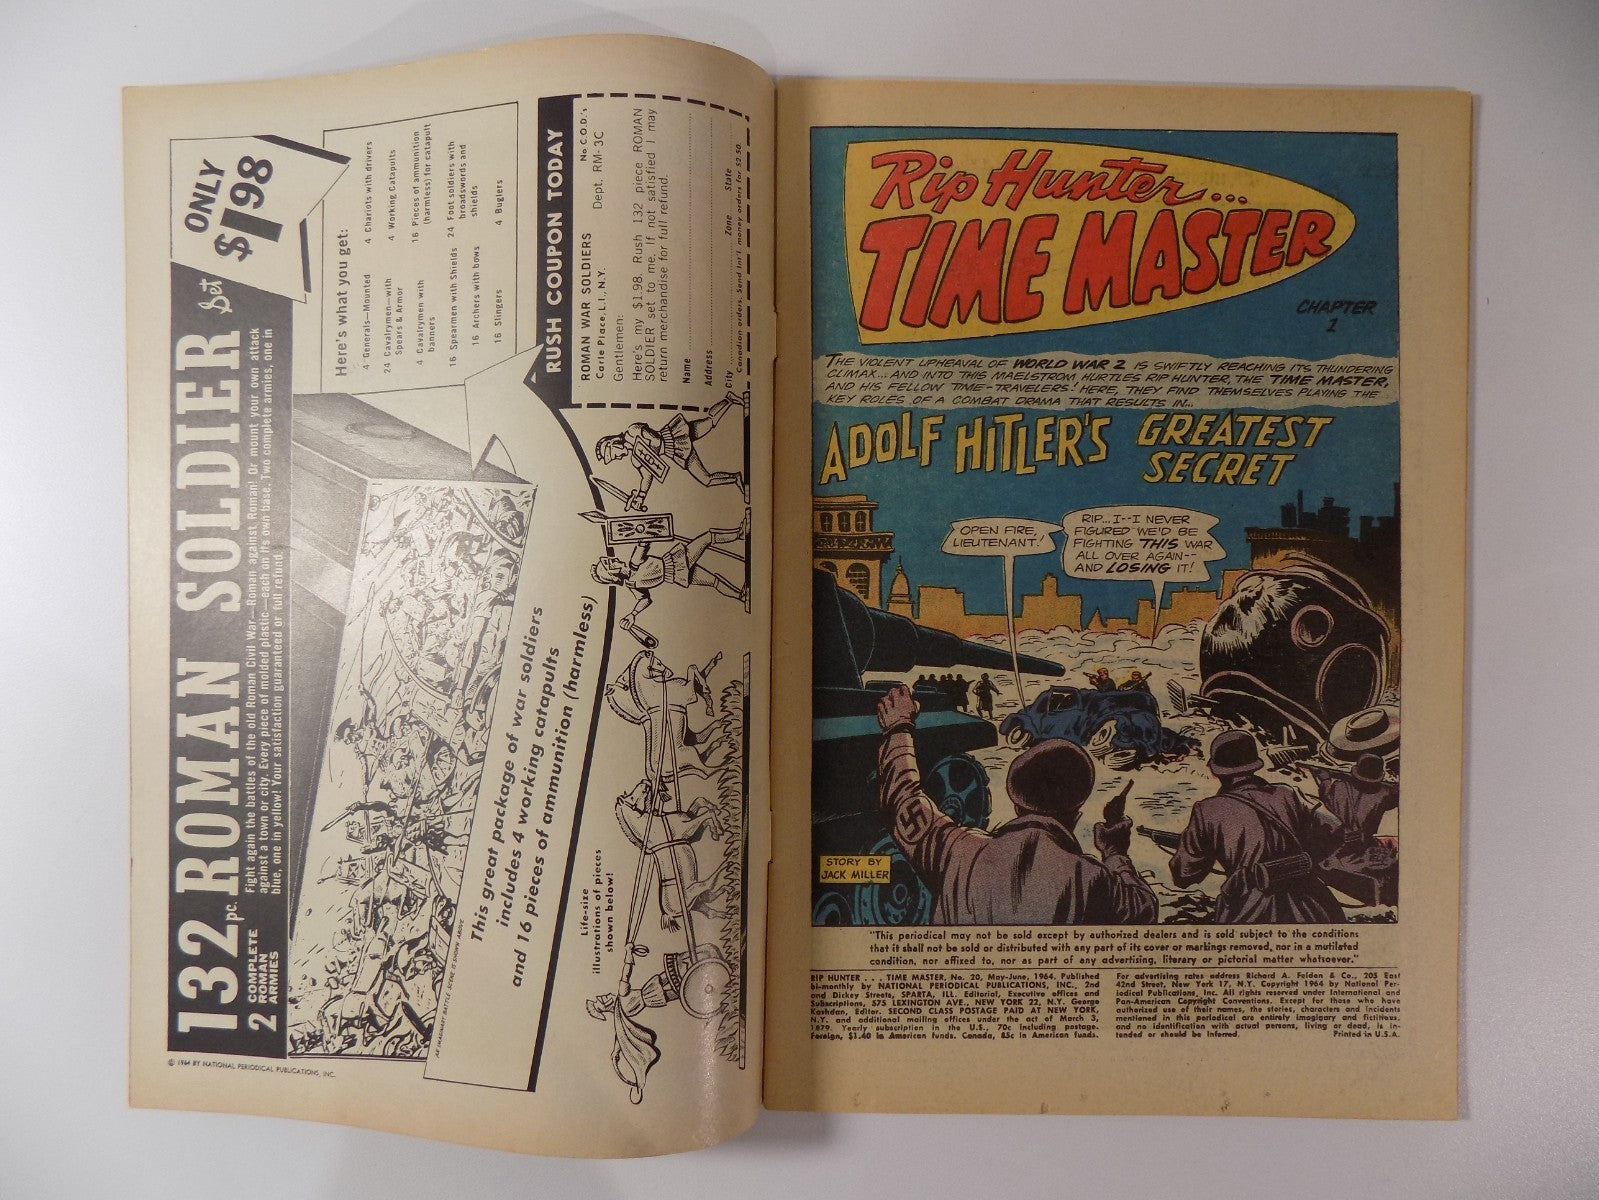 132 pc. ROMAN SOLDIER Set
ONLY
$1.98
2 COMPLETE
ROMAN
ARMIES
Fight again the battles of the old Roman Civil War—Roman against Roman! Or mount your own attack
against a town or city. Every piece of molded plastic—each on its own base. Two complete armies, one in
blue, one in yellow! Your satisfaction guaranteed or full refund.
Here's what you get:
4 Generals—Mounted
24 Cavalrymen—with
Spears & Armor
4 Cavalrymen with
banners
16 Spearmen with Shields
16 Archers with bows
16 Slingers
4 Chariots with drivers
4 Working Catapults
16 Pieces of ammunition
(harmless) for catapult
24 Foot soldiers with
broadswords and
shields
4 Buglers
AN IMAGINARY BATTLE SCENE IS SHOWN ABOVE
This great package of war soldiers
includes 4 working catapults
and 16 pieces of ammunition (harmless)
Life-size
illustrations of pieces
shown below!
RUSH COUPON TODAY
ROMAN WAR SOLDIERS
No C.O.D.'s
Dept. RM-3C
Carle Place, L.I., N.Y.
Gentlemen:
Here's my $1.98. Rush 132 piece ROMAN
SOLDIER set to me. If not satisfied I may
return merchandise for full refund.
Name
Address
City Zone State
Canadian orders, Send Int'l. money orders for $2.50.
© 1964 BY NATIONAL PERIODICAL PUBLICATIONS, INC.
Rip Hunter...
TIME MASTER
CHAPTER
1
THE VIOLENT UPHEAVAL OF WORLD WAR 2 IS SWIFTLY REACHING ITS THUNDERING
CLIMAX... AND INTO THIS MAELSTROM HURTLES RIP HUNTER, THE TIME MASTER,
AND HIS FELLOW TIME-TRAVELERS! HERE, THEY FIND THEMSELVES PLAYING THE
KEY ROLES OF A COMBAT DRAMA THAT RESULTS IN...
ADOLF HITLER'S GREATEST
SECRET
OPEN FIRE,
LIEUTENANT!
RIP...I--I NEVER
FIGURED WE'D BE
FIGHTING THIS WAR
ALL OVER AGAIN--
AND LOSING IT!
STORY BY
JACK MILLER
"This periodical may not be sold except by authorized dealers and is sold subject to the conditions
that it shall not be sold or distributed with any part of its cover or markings removed, nor in a mutilated
condition, nor affixed to, nor as part of any advertising, literary or pictorial matter whatsoever."
RIP HUNTER . . . TIME MASTER, No. 20, May-June, 1964. Published
bi-monthly by NATIONAL PERIODICAL PUBLICATIONS, INC., 2nd
and Dickey Streets, SPARTA, ILL. Editorial, Executive offices and
Subscriptions, 575 LEXINGTON AVE., NEW YORK 22, N.Y. George
Kashdan, Editor. SECOND CLASS POSTAGE PAID AT NEW YORK,
N.Y. and additional mailing offices under the act of March 3,
1879. Yearly subscription in the U.S., 70c including postage.
Foreign, $1.40 in American funds. Canada, 85c in American funds.
For advertising rates address Richard A. Feldon & Co., 205 East
42nd Street, New York 17, N.Y. Copyright 1964 by National Per-
iodical Publications, Inc. All rights reserved under International and
Pan-American Copyright Conventions. Except for those who have
authorized use of their names, the stories, characters and incidents
mentioned in this periodical are entirely imaginary and fictitious,
and no identification with actual persons, living or dead, is in-
tended or should be inferred. Printed in U.S.A.